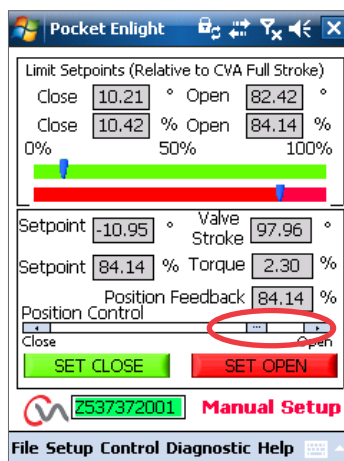 Pocket Enlight
Limit Setpoints (Relative to CVA Full Stroke)
Close 10.21 ° Open 82.42 °
Close 10.42 % Open 84.14 %
0% 50% 100%
Setpoint -10.95 ° Valve Stroke 97.96 °
Setpoint 84.14 % Torque 2.30 %
Position Feedback 84.14 %
Position Control
Close Open
SET CLOSE SET OPEN
CVA Z537372001 Manual Setup
File Setup Control Diagnostic Help